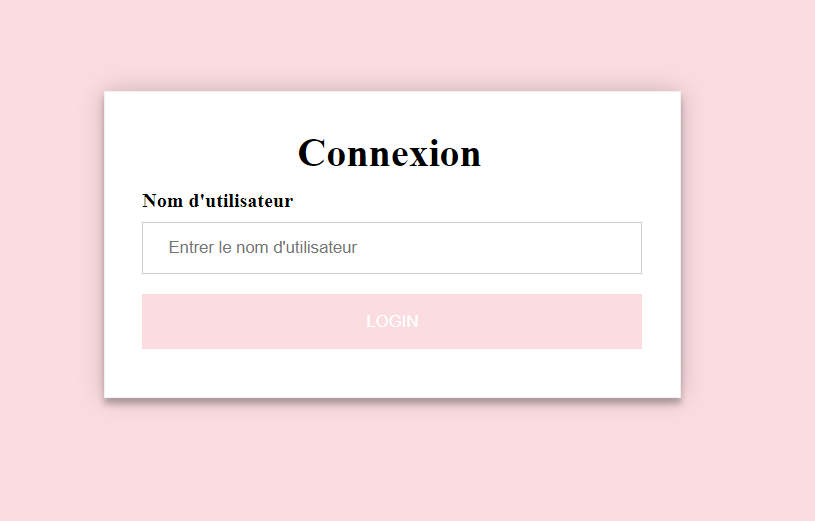 Connexion
Nom d'utilisateur
Entrer le nom d'utilisateur
LOGIN